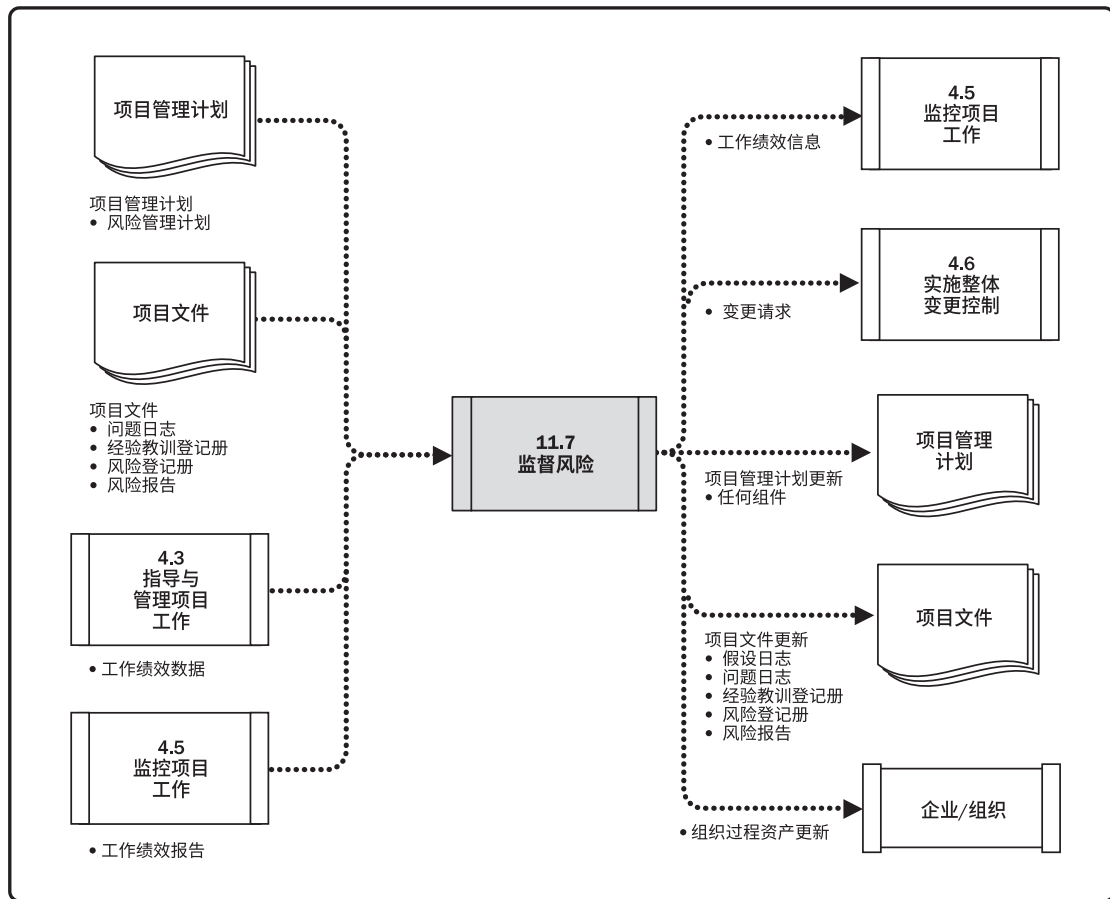 项目管理计划
项目管理计划
• 风险管理计划
项目文件
项目文件
• 问题日志
• 经验教训登记册
• 风险登记册
• 风险报告
4.3
指导与
管理项目
工作
• 工作绩效数据
4.5
监控项目
工作
• 工作绩效报告
11.7
监督风险
4.5
监控项目
工作
• 工作绩效信息
4.6
实施整体
变更控制
• 变更请求
项目管理
计划
项目管理计划更新
• 任何组件
项目文件
项目文件更新
• 假设日志
• 问题日志
• 经验教训登记册
• 风险登记册
• 风险报告
企业/组织
• 组织过程资产更新